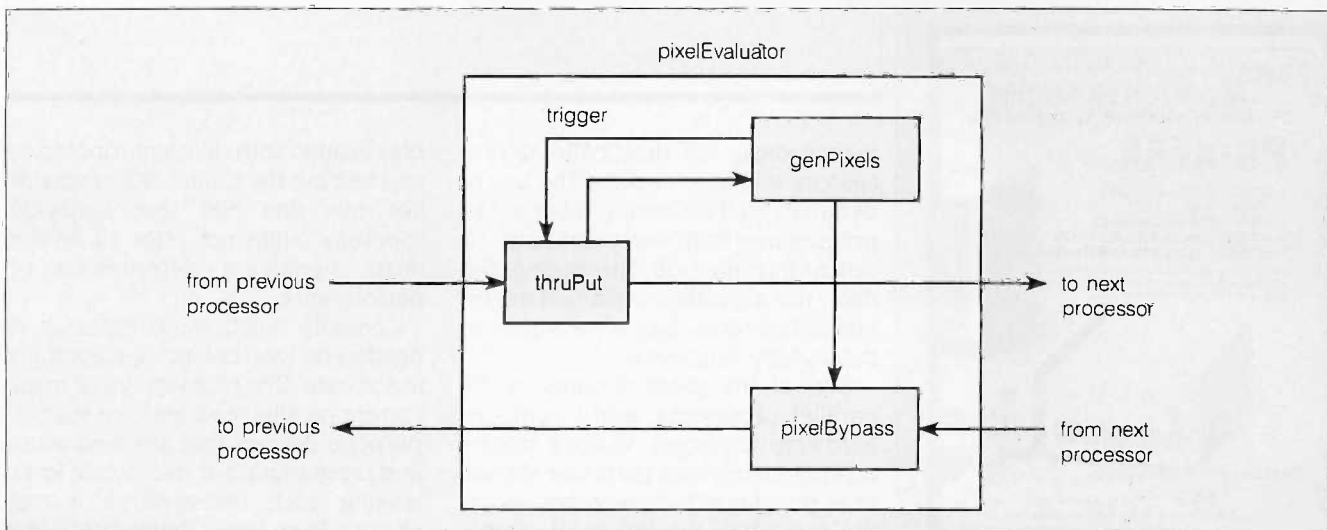 pixelEvaluator
trigger
genPixels
from previous
processor
thruPut
to next
processor
to previous
processor
pixelBypass
from next
processor